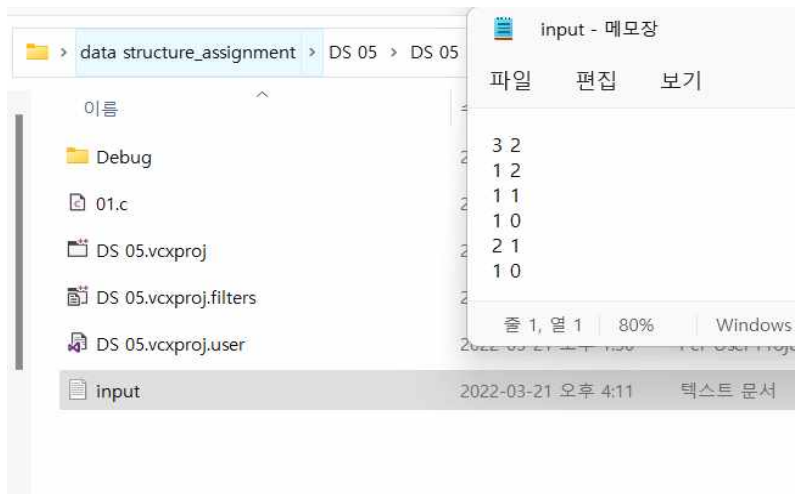 data structure_assignment > DS 05 > DS 05
이름
Debug
01.c
DS 05.vcxproj
DS 05.vcxproj.filters
DS 05.vcxproj.user
input 2022-03-21 오후 4:11 텍스트 문서
input - 메모장
파일 편집 보기
3 2
1 2
1 1
1 0
2 1
1 0
줄 1, 열 1 80% Windows